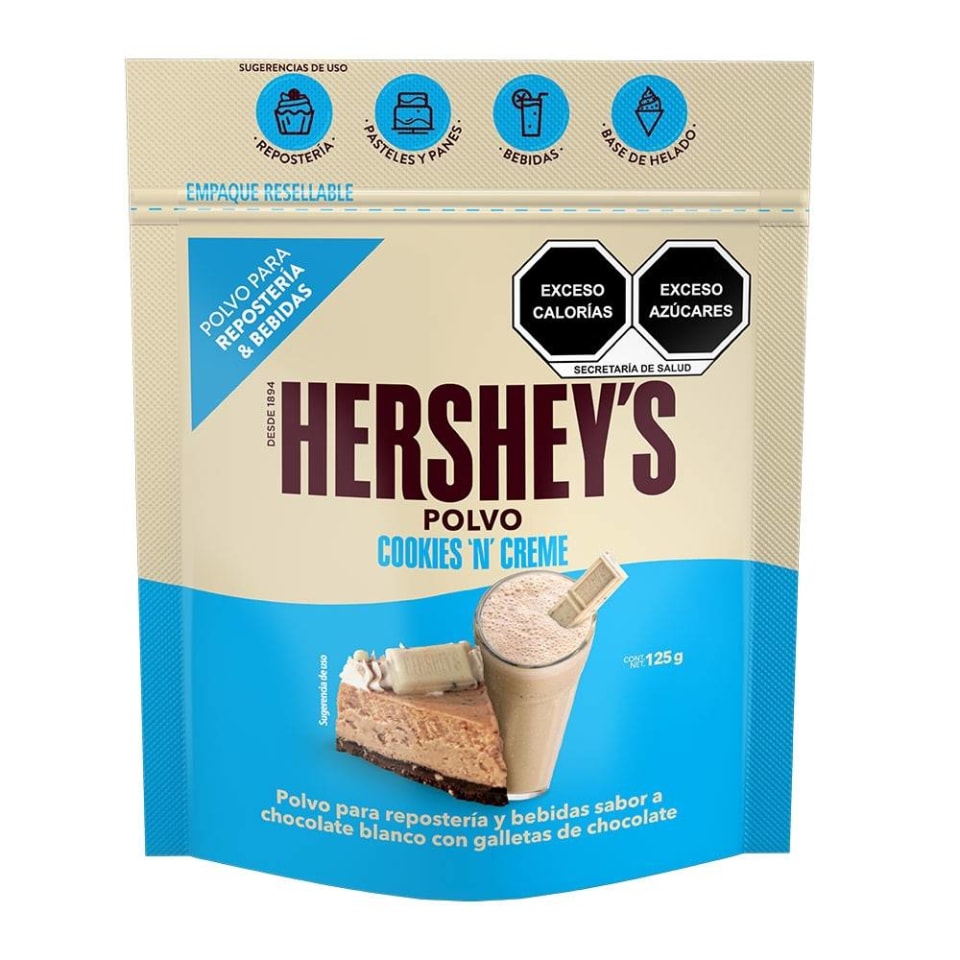 SUGERENCIAS DE USO
· REPOSTERÍA ·
· PASTELES Y PANES ·
· BEBIDAS ·
· BASE DE HELADO ·
EMPAQUE RESELLABLE
POLVO PARA
REPOSTERÍA
& BEBIDAS
EXCESO
CALORÍAS
EXCESO
AZÚCARES
SECRETARÍA DE SALUD
DESDE 1894
HERSHEY'S
POLVO
COOKIES 'N' CREME
CONT.
NET. 125 g
Sugerencia de uso
Polvo para repostería y bebidas sabor a
chocolate blanco con galletas de chocolate